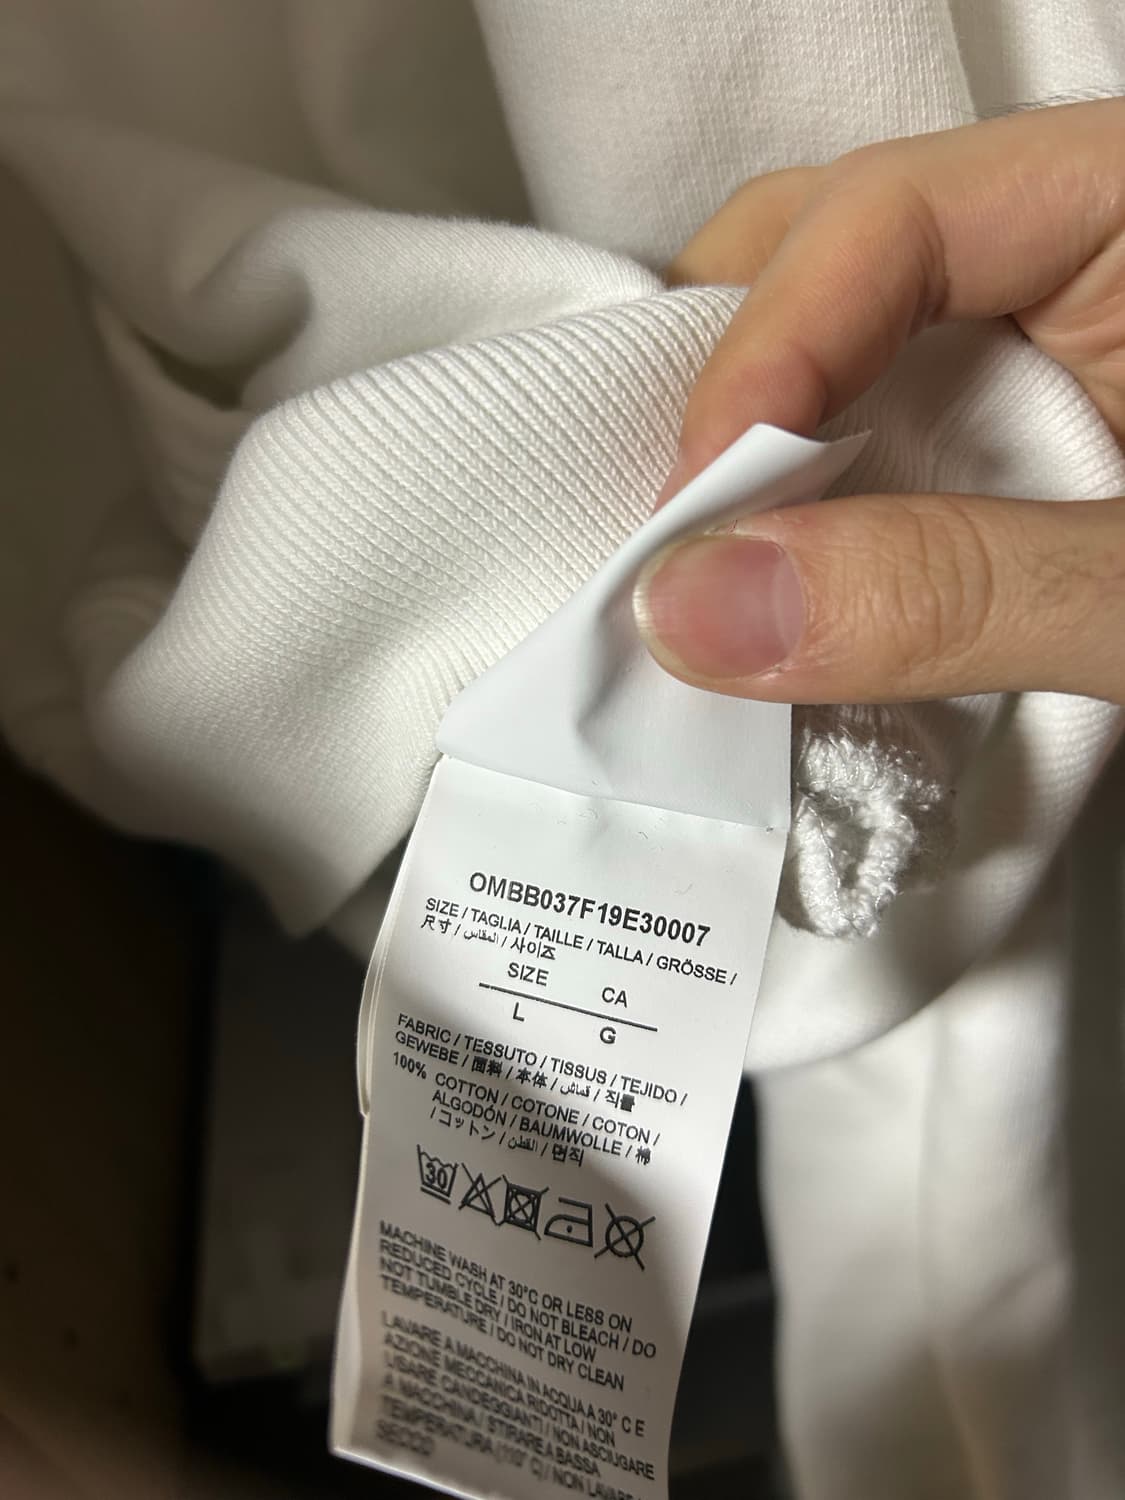 OMBB037F19E30007
SIZE / TAGLIA / TAILLE / TALLA / GRÖSSE /
尺寸 / المقاس / 사이즈
SIZE CA
L G
FABRIC / TESSUTO / TISSUS / TEJIDO /
GEWEBE / 面料 / 本体 / قماش / 직물
100% COTTON / COTONE / COTON /
ALGODÓN / BAUMWOLLE / 棉
/ コットン / القطن / 면직
30
MACHINE WASH AT 30°C OR LESS ON
REDUCED CYCLE / DO NOT BLEACH / DO
NOT TUMBLE DRY / IRON AT LOW
TEMPERATURE / DO NOT DRY CLEAN
LAVARE A MACCHINA IN ACQUA A 30° C E
AZIONE MECCANICA RIDOTTA / NON
USARE CANDEGGIANTI / NON ASCIUGARE
A MACCHINA / STIRARE A BASSA
TEMPERATURA (110° C) / NON LAVARE
SECCO